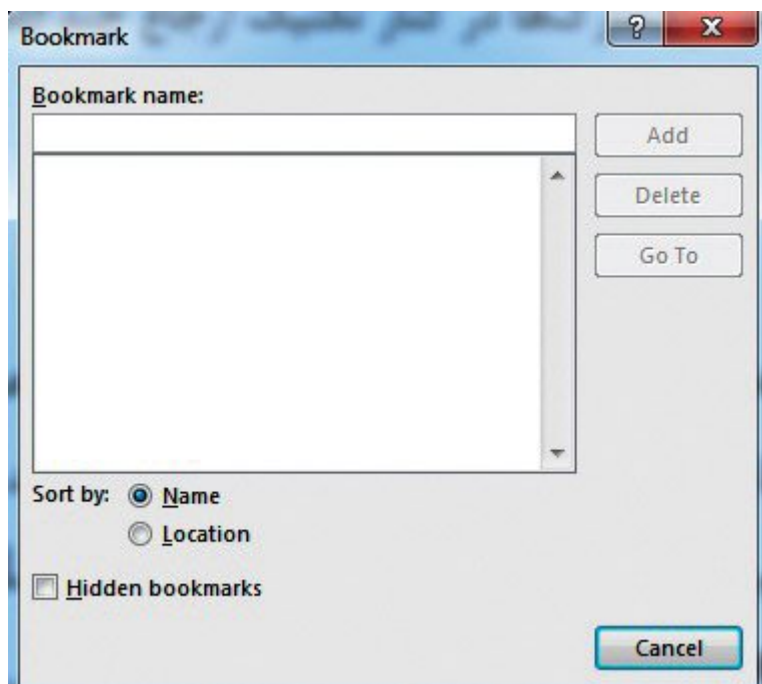 Bookmark
?
Bookmark name:
Add
Delete
Go To
Sort by: Name
Location
Hidden bookmarks
Cancel